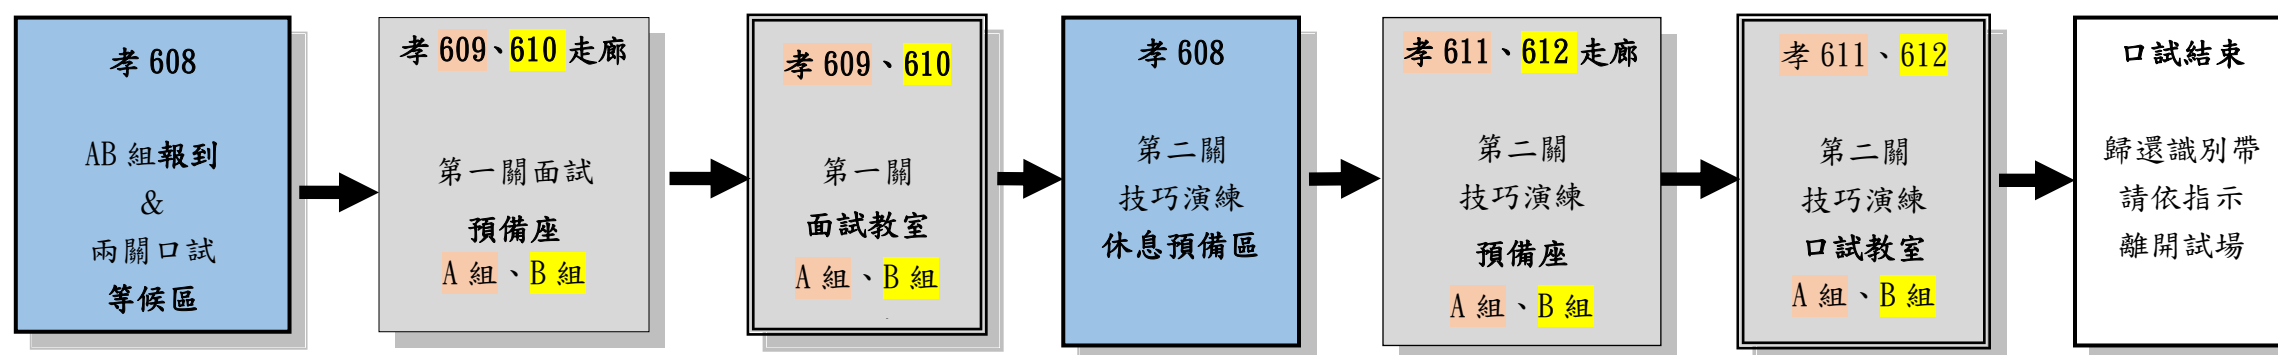 孝 608
AB 組報到
&
兩關口試
等候區
孝 609、610 走廊
第一關面試
預備座
A 組、B 組
孝 609、610
第一關
面試教室
A 組、B 組
孝 608
第二關
技巧演練
休息預備區
孝 611、612 走廊
第二關
技巧演練
預備座
A 組、B 組
孝 611、612
第二關
技巧演練
口試教室
A 組、B 組
口試結束
歸還識別帶
請依指示
離開試場